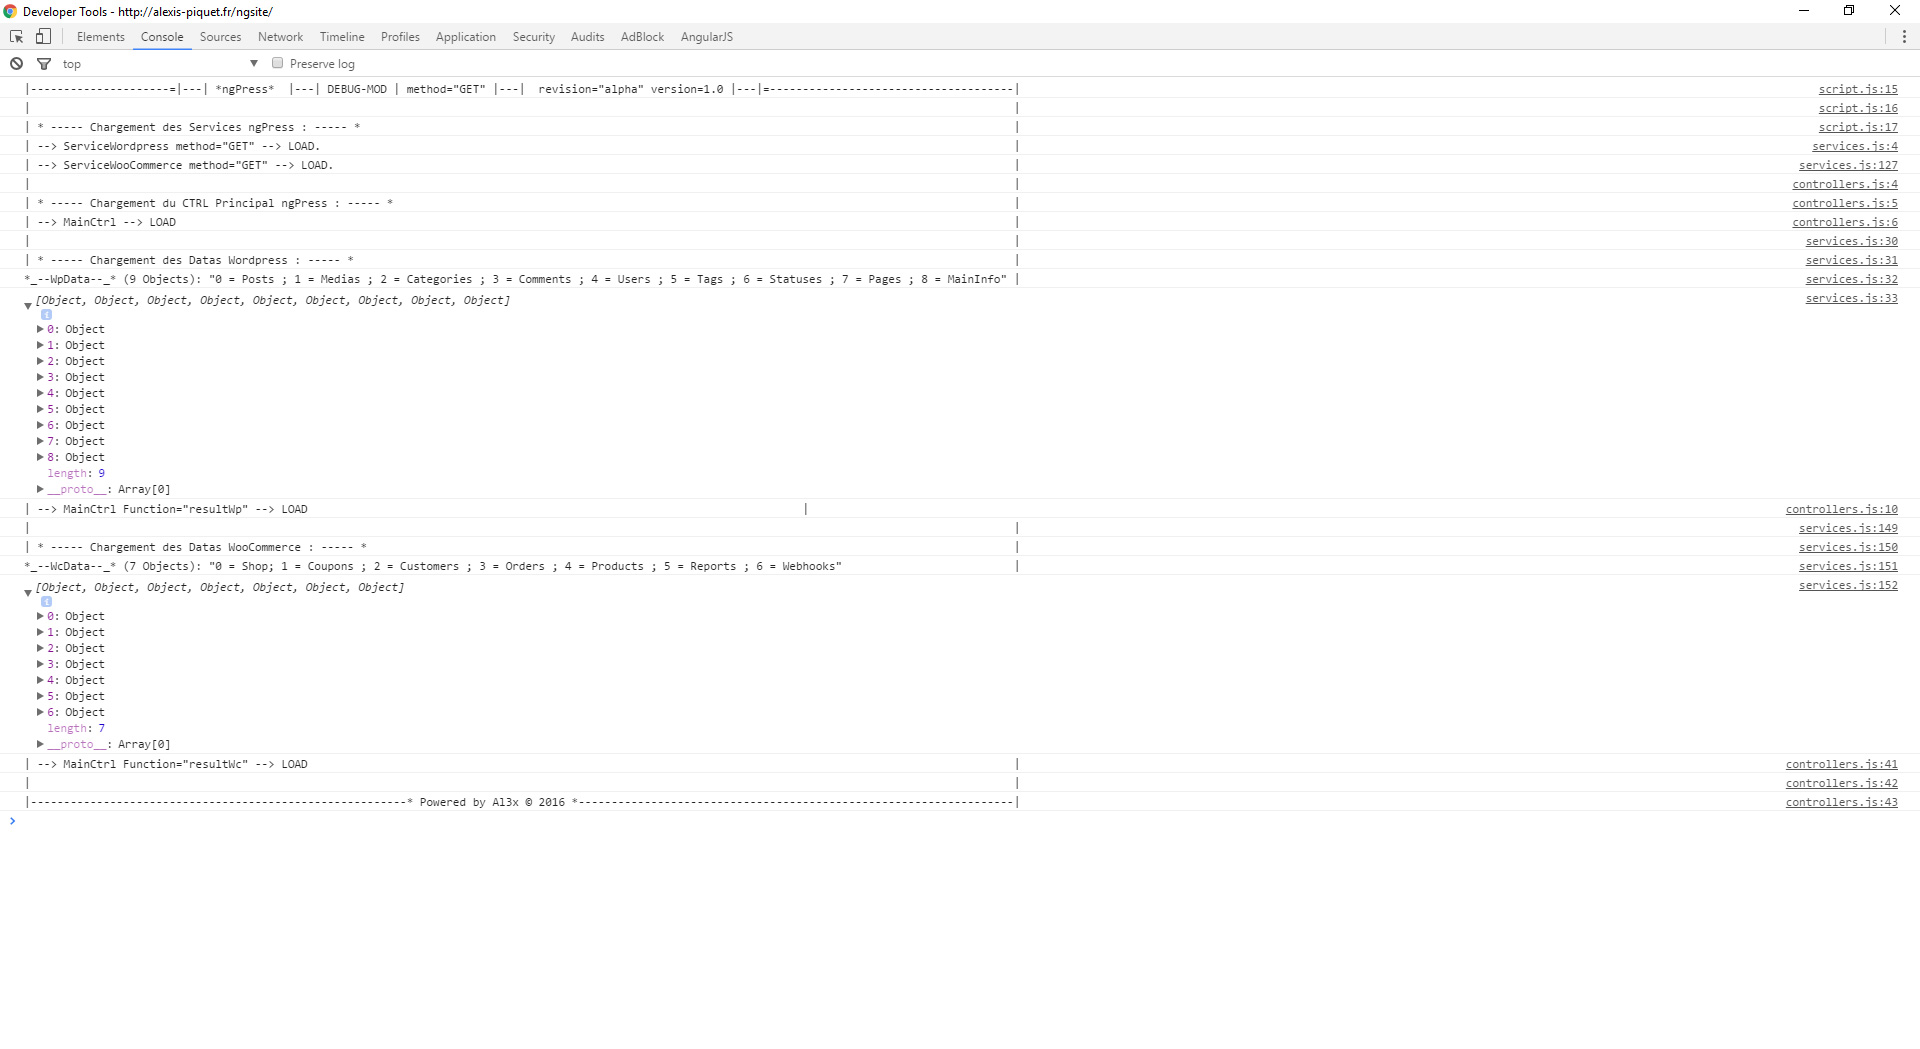 Developer Tools - http://alexis-piquet.fr/ngsite/
Elements Console Sources Network Timeline Profiles Application Security Audits AdBlock AngularJS
top Preserve log
|---------------------=|---| *ngPress*  |---| DEBUG-MOD | method="GET" |---|  revision="alpha" version=1.0 |---|=-------------------------------------| script.js:15
| | script.js:16
| * ----- Chargement des Services ngPress : ----- * | script.js:17
| --> ServiceWordpress method="GET" --> LOAD. | services.js:4
| --> ServiceWooCommerce method="GET" --> LOAD. | services.js:127
| | controllers.js:4
| * ----- Chargement du CTRL Principal ngPress : ----- * | controllers.js:5
| --> MainCtrl --> LOAD | controllers.js:6
| | services.js:30
| * ----- Chargement des Datas Wordpress : ----- * | services.js:31
*_--WpData--_* (9 Objects): "0 = Posts ; 1 = Medias ; 2 = Categories ; 3 = Comments ; 4 = Users ; 5 = Tags ; 6 = Statuses ; 7 = Pages ; 8 = MainInfo" | services.js:32
[Object, Object, Object, Object, Object, Object, Object, Object, Object] services.js:33
i
0: Object
1: Object
2: Object
3: Object
4: Object
5: Object
6: Object
7: Object
8: Object
length: 9
__proto__: Array[0]
| --> MainCtrl Function="resultWp" --> LOAD | controllers.js:10
| | services.js:149
| * ----- Chargement des Datas WooCommerce : ----- * | services.js:150
*_--WcData--_* (7 Objects): "0 = Shop; 1 = Coupons ; 2 = Customers ; 3 = Orders ; 4 = Products ; 5 = Reports ; 6 = Webhooks" | services.js:151
[Object, Object, Object, Object, Object, Object, Object] services.js:152
i
0: Object
1: Object
2: Object
3: Object
4: Object
5: Object
6: Object
length: 7
__proto__: Array[0]
| --> MainCtrl Function="resultWc" --> LOAD | controllers.js:41
| | controllers.js:42
|---------------------------------------------------------* Powered by Al3x © 2016 *------------------------------------------------------------------| controllers.js:43